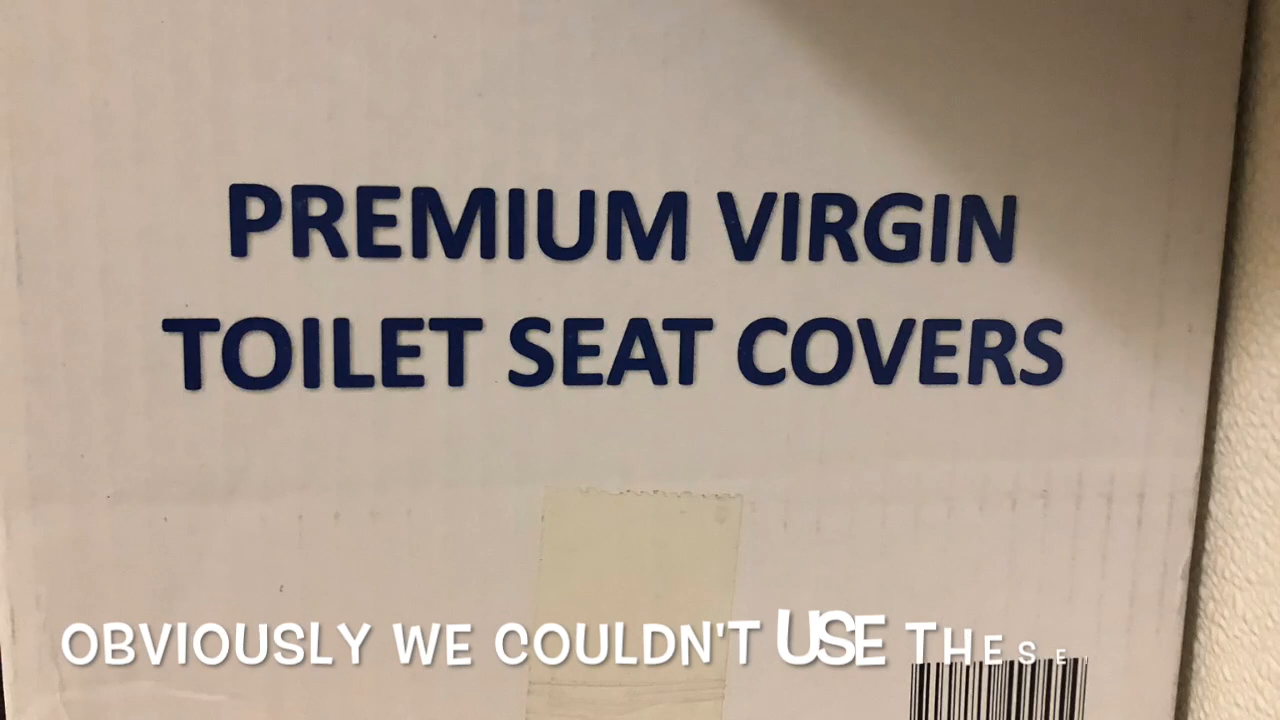 PREMIUM VIRGIN
TOILET SEAT COVERS
OBVIOUSLY WE COULDN'T USE THESE